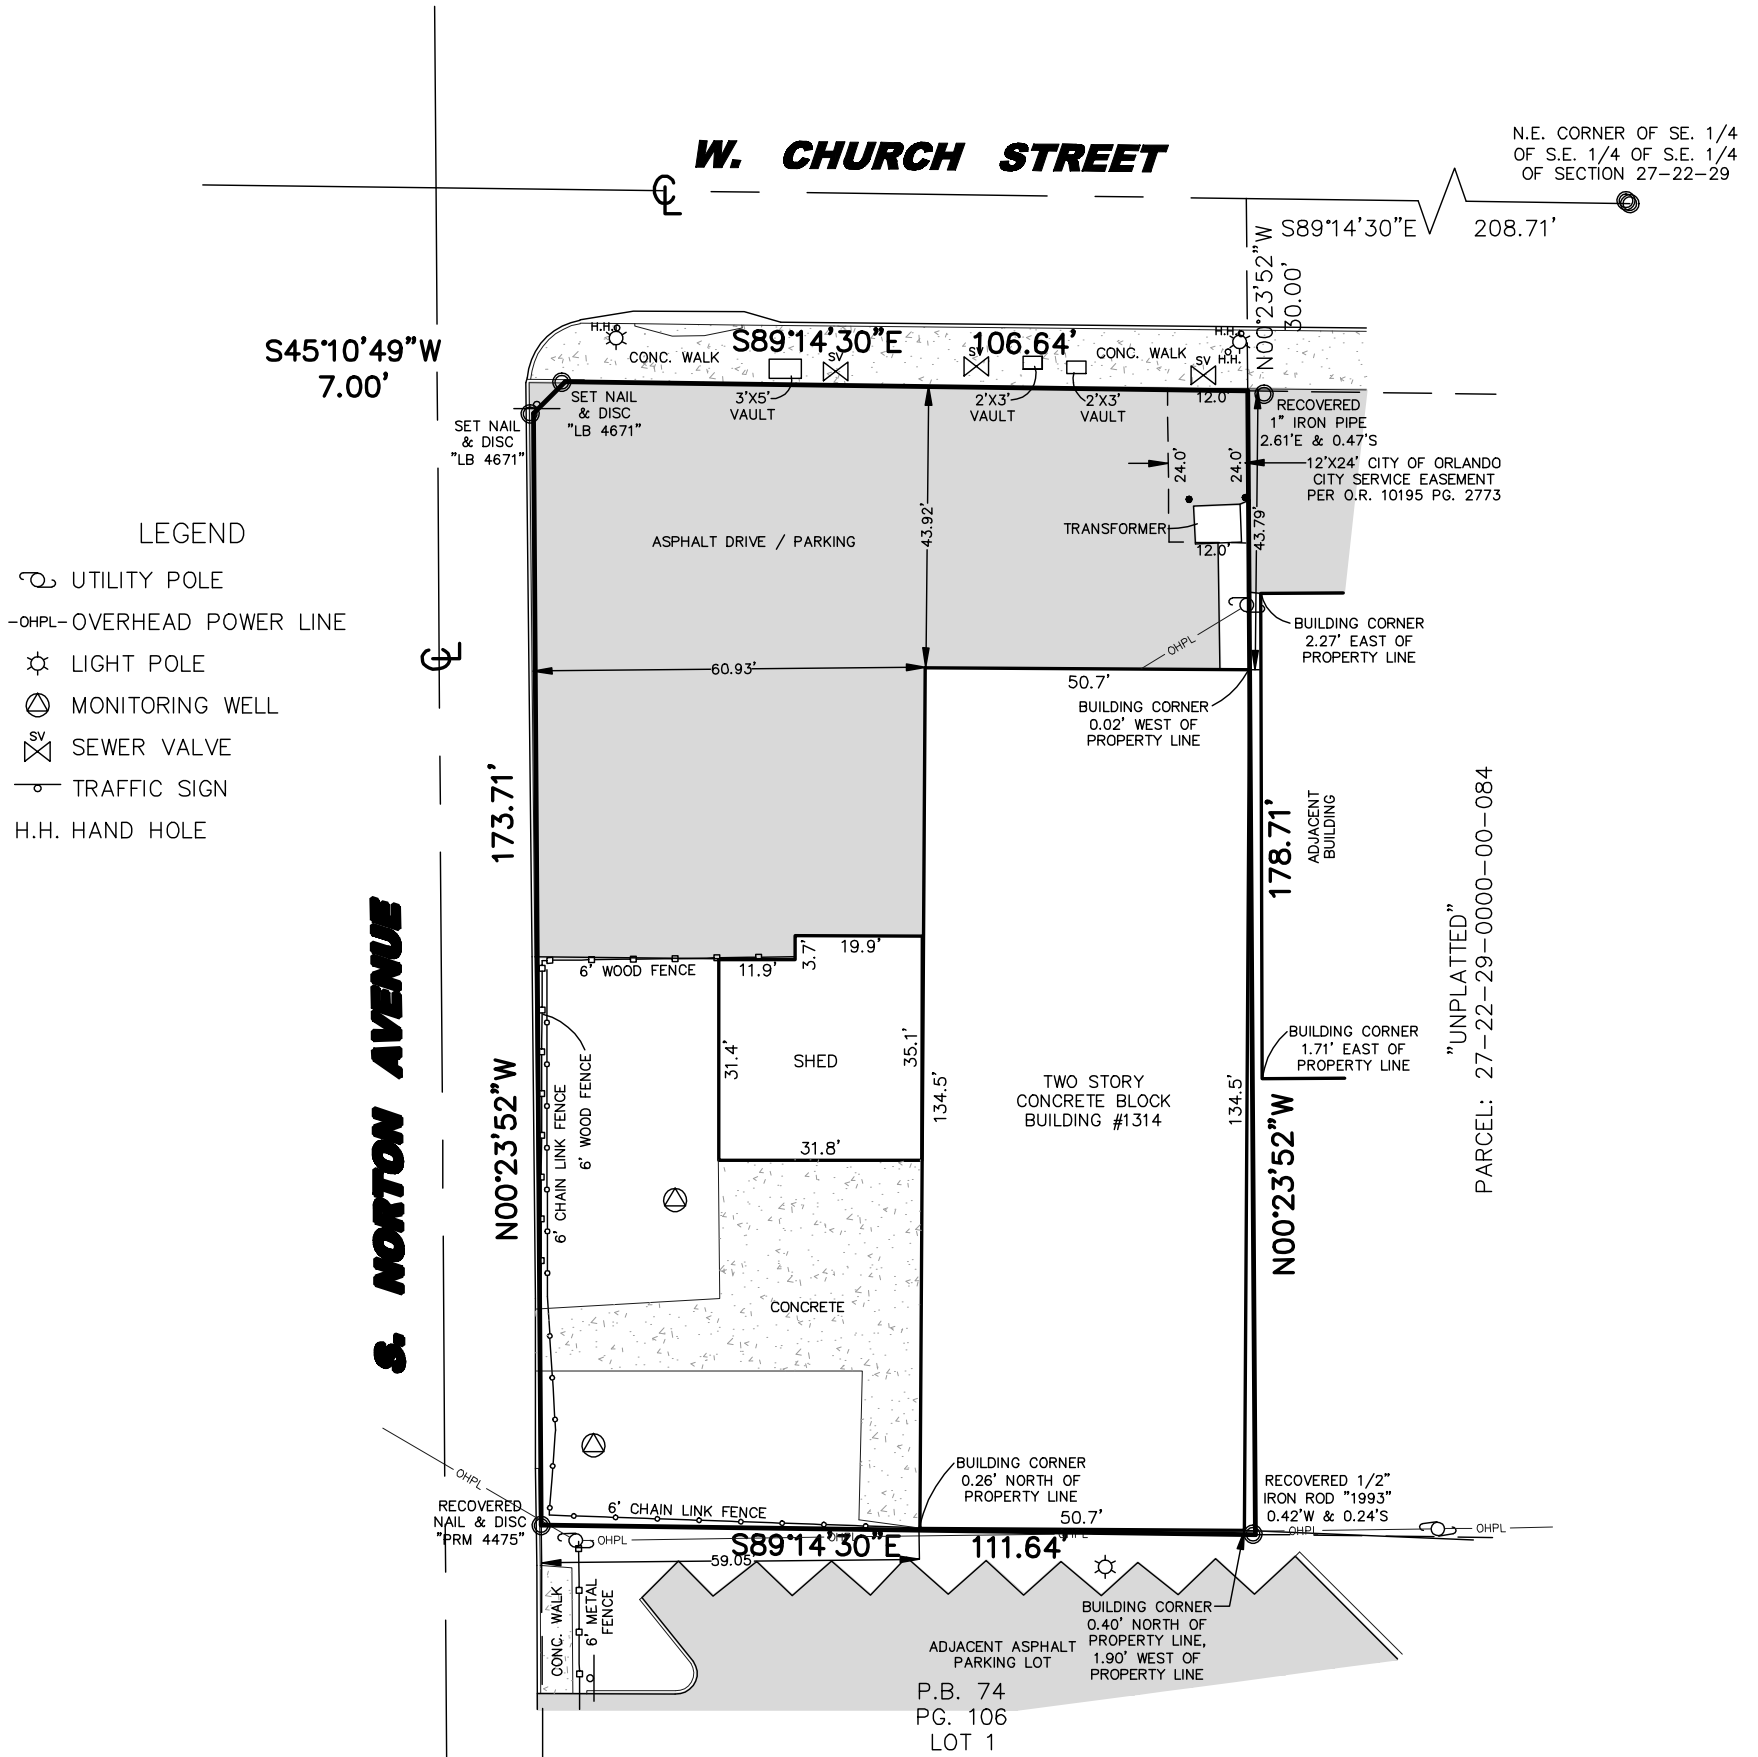 W. CHURCH STREET
N.E. CORNER OF SE. 1/4
OF S.E. 1/4 OF S.E. 1/4
OF SECTION 27-22-29
S89°14'30"E 208.71'
N00°23'52"W
30.00'
S45°10'49"W
7.00'
H.H.
CONC. WALK
S89°14'30"E 106.64'
CONC. WALK
H.H.
H.H.
SV
SV
SV
3'X5'
VAULT
2'X3'
VAULT
2'X3'
VAULT
SET NAIL
& DISC
"LB 4671"
SET NAIL
& DISC
"LB 4671"
12.0'
RECOVERED
1" IRON PIPE
2.61'E & 0.47'S
24.0'
24.0'
12'X24' CITY OF ORLANDO
CITY SERVICE EASEMENT
PER O.R. 10195 PG. 2773
TRANSFORMER
12.0'
43.92'
43.79'
ASPHALT DRIVE / PARKING
LEGEND
UTILITY POLE
-OHPL- OVERHEAD POWER LINE
LIGHT POLE
MONITORING WELL
SV
SEWER VALVE
TRAFFIC SIGN
H.H. HAND HOLE
OHPL
BUILDING CORNER
2.27' EAST OF
PROPERTY LINE
60.93'
50.7'
BUILDING CORNER
0.02' WEST OF
PROPERTY LINE
173.71'
N00°23'52"W
S. NORTON AVENUE
178.71'
N00°23'52"W
ADJACENT
BUILDING
"UNPLATTED"
PARCEL: 27-22-29-0000-00-084
19.9'
3.7'
6' WOOD FENCE
11.9'
31.4'
SHED
35.1'
31.8'
134.5'
TWO STORY
CONCRETE BLOCK
BUILDING #1314
134.5'
BUILDING CORNER
1.71' EAST OF
PROPERTY LINE
6' CHAIN LINK FENCE
6' WOOD FENCE
CONCRETE
OHPL
RECOVERED
NAIL & DISC
"PRM 4475"
6' CHAIN LINK FENCE
BUILDING CORNER
0.26' NORTH OF
PROPERTY LINE
50.7'
RECOVERED 1/2"
IRON ROD "1993"
0.42'W & 0.24'S
OHPL
OHPL
OHPL
OHPL
OHPL
S89°14'30"E 111.64'
59.05'
CONC. WALK
6' METAL
FENCE
BUILDING CORNER
0.40' NORTH OF
PROPERTY LINE,
1.90' WEST OF
PROPERTY LINE
ADJACENT ASPHALT
PARKING LOT
P.B. 74
PG. 106
LOT 1